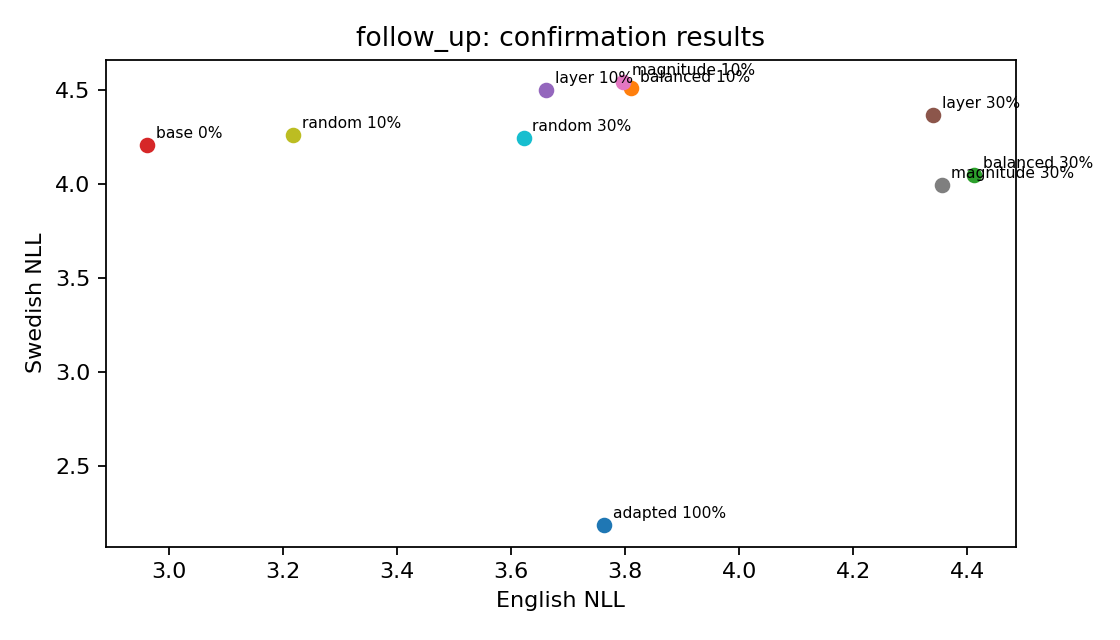 follow_up: confirmation results
magnitude 10%
layer 10%
balanced 10%
layer 30%
random 10%
random 30%
base 0%
balanced 30%
magnitude 30%
adapted 100%
4.5
4.0
3.5
3.0
2.5
Swedish NLL
3.0 3.2 3.4 3.6 3.8 4.0 4.2 4.4
English NLL